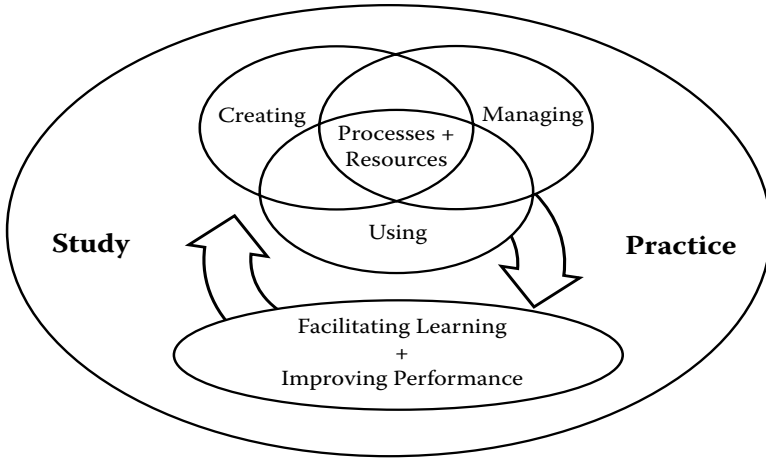 Creating
Managing
Processes +
Resources
Using
Study
Practice
Facilitating Learning
+
Improving Performance